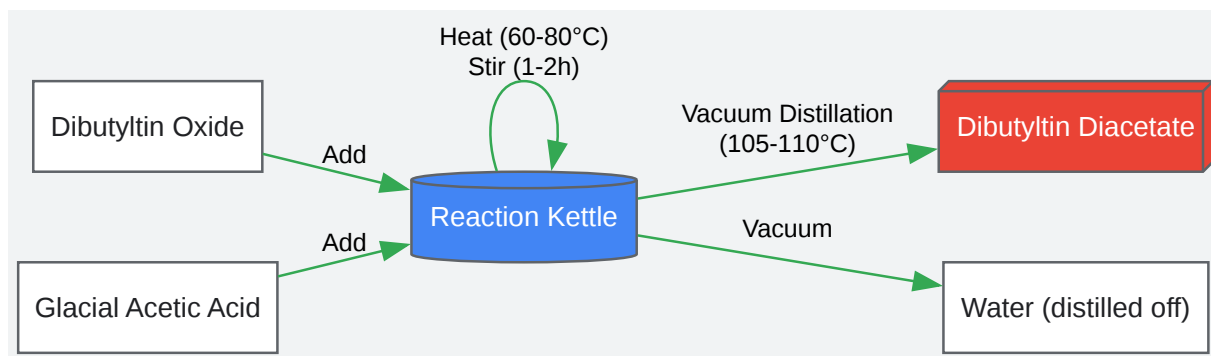 Heat (60-80°C)
Stir (1-2h)
Dibutyltin Oxide
Add
Vacuum Distillation
(105-110°C)
Dibutyltin Diacetate
Reaction Kettle
Glacial Acetic Acid
Add
Vacuum
Water (distilled off)